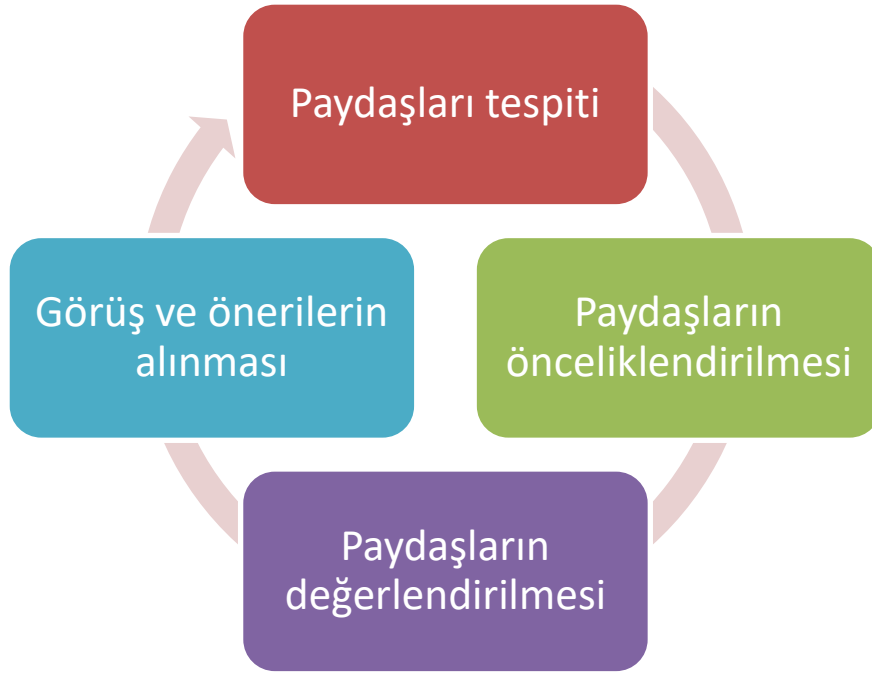 Paydaşları tespiti
Paydaşların
önceliklendirilmesi
Paydaşların
değerlendirilmesi
Görüş ve önerilerin
alınması